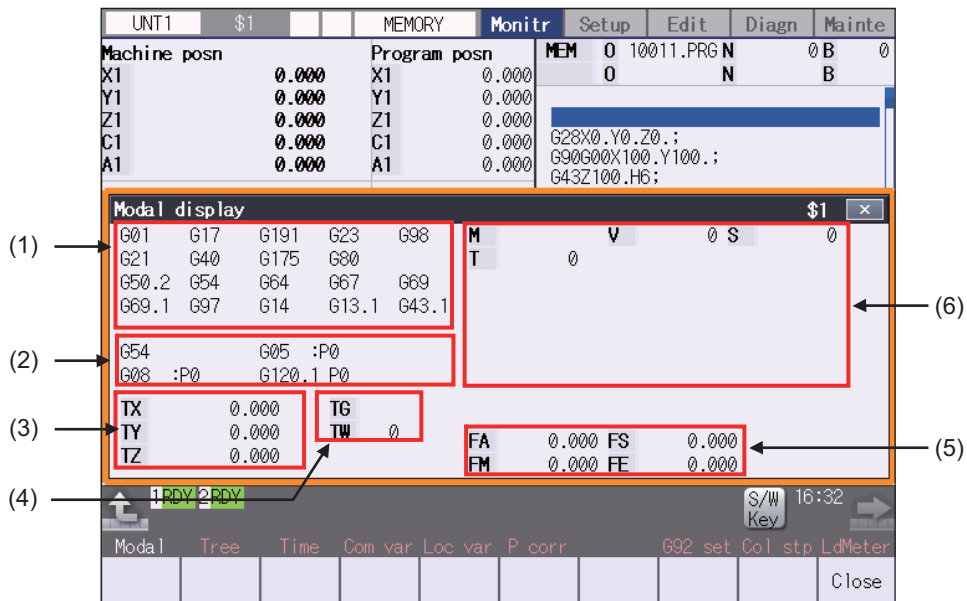 UNT1 $1 MEMORY Monitr Setup Edit Diagn Mainte
Machine posn Program posn MEM O 10011.PRG N 0 B 0
X1 0.000 X1 0.000 O N B
Y1 0.000 Y1 0.000
Z1 0.000 Z1 0.000
C1 0.000 C1 0.000 G28X0.Y0.Z0.;
A1 0.000 A1 0.000 G90G00X100.Y100.;
G43Z100.H6;
Modal display $1 ×
(1) G01 G17 G191 G23 G98 M V 0 S 0
G21 G40 G175 G80 T 0
G50.2 G54 G64 G67 G69
G69.1 G97 G14 G13.1 G43.1 (6)
(2) G54 G05 :P0
G08 :P0 G120.1 P0
TX 0.000 TG
(3) TY 0.000 TW 0 FA 0.000 FS 0.000 (5)
TZ 0.000 FM 0.000 FE 0.000
(4) 1RDY 2RDY S/W Key 16:32
Modal Tree Time Com var Loc var P corr G92 set Col stp LdMeter
Close